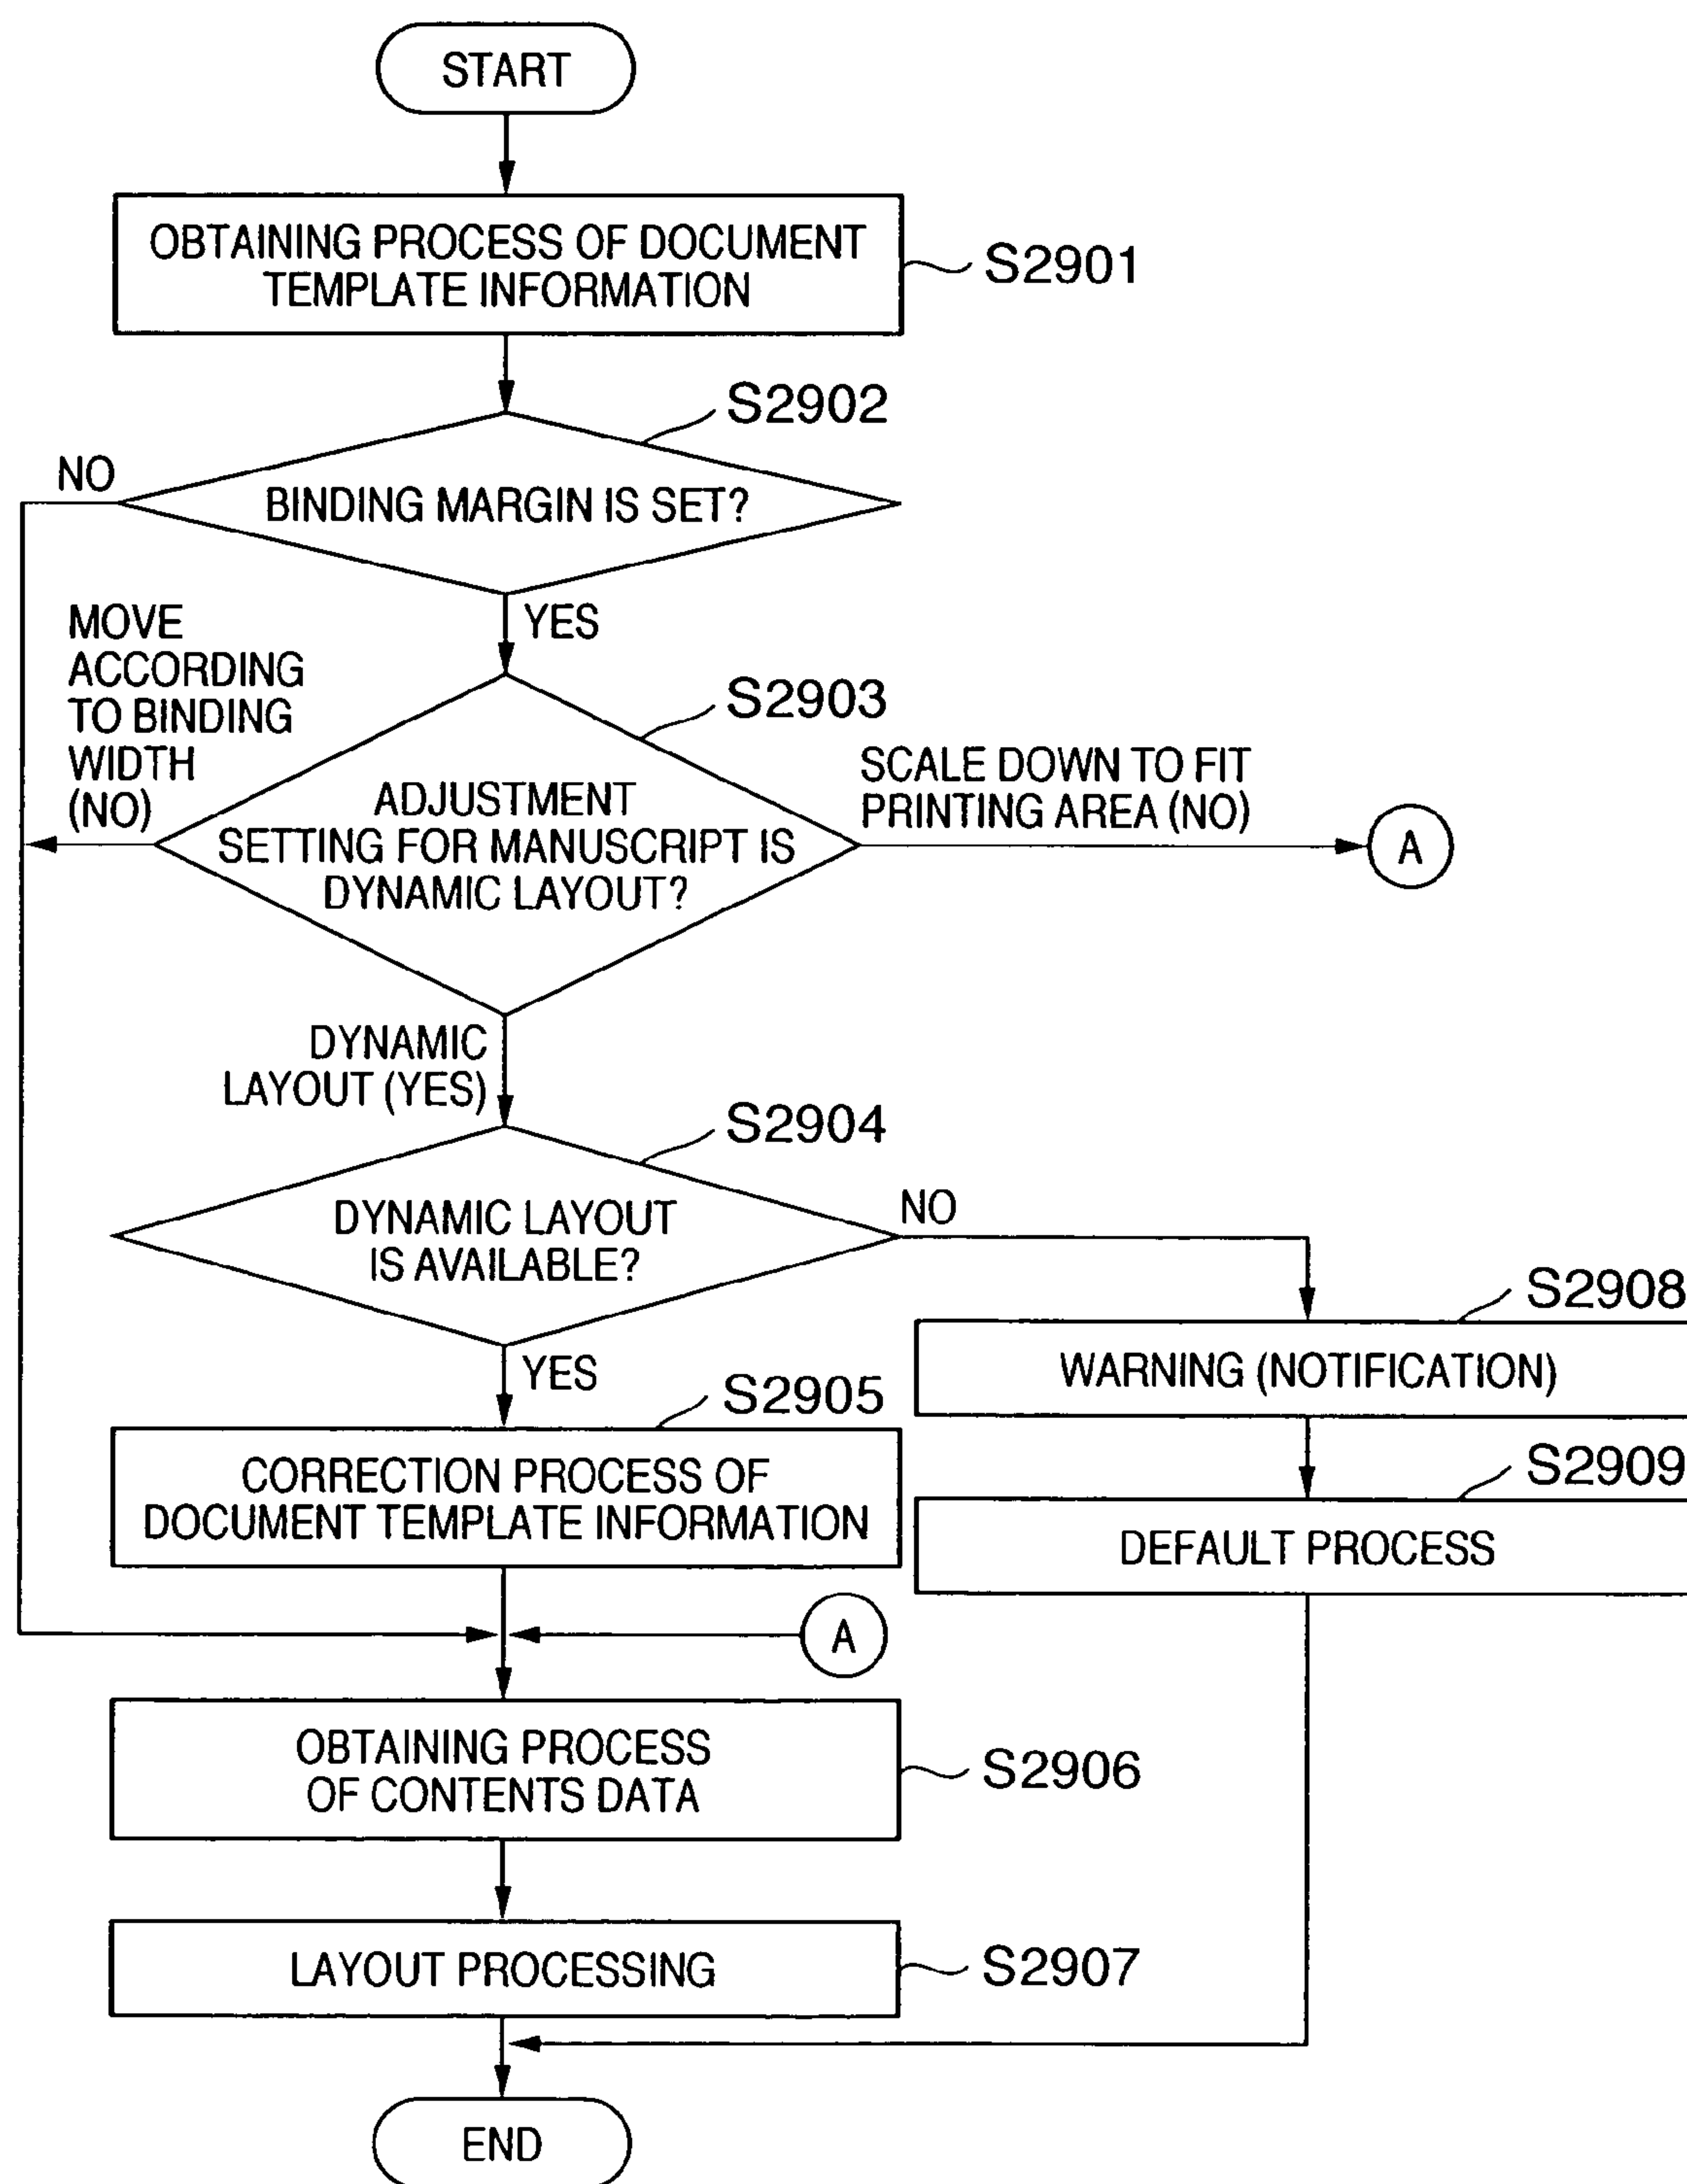 START
OBTAINING PROCESS OF DOCUMENT
TEMPLATE INFORMATION
S2901
S2902
NO
BINDING MARGIN IS SET?
YES
MOVE
ACCORDING
TO BINDING
WIDTH
(NO)
S2903
ADJUSTMENT
SETTING FOR MANUSCRIPT IS
DYNAMIC LAYOUT?
SCALE DOWN TO FIT
PRINTING AREA (NO)
A
DYNAMIC
LAYOUT (YES)
S2904
DYNAMIC LAYOUT
IS AVAILABLE?
NO
YES
S2908
WARNING (NOTIFICATION)
S2905
CORRECTION PROCESS OF
DOCUMENT TEMPLATE INFORMATION
S2909
DEFAULT PROCESS
A
OBTAINING PROCESS
OF CONTENTS DATA
S2906
LAYOUT PROCESSING
S2907
END